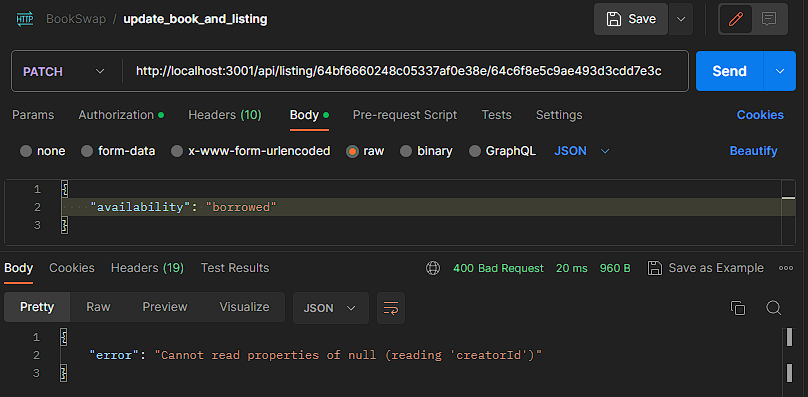 HTTP BookSwap / update_book_and_listing Save
PATCH http://localhost:3001/api/listing/64bf6660248c05337af0e38e/64c6f8e5c9ae493d3cdd7e3c Send
Params Authorization Headers (10) Body Pre-request Script Tests Settings Cookies
none form-data x-www-form-urlencoded raw binary GraphQL JSON Beautify
1 {
2 "availability": "borrowed"
3 }
Body Cookies Headers (19) Test Results 400 Bad Request 20 ms 960 B Save as Example
Pretty Raw Preview Visualize JSON
1 {
2 "error": "Cannot read properties of null (reading 'creatorId')"
3 }